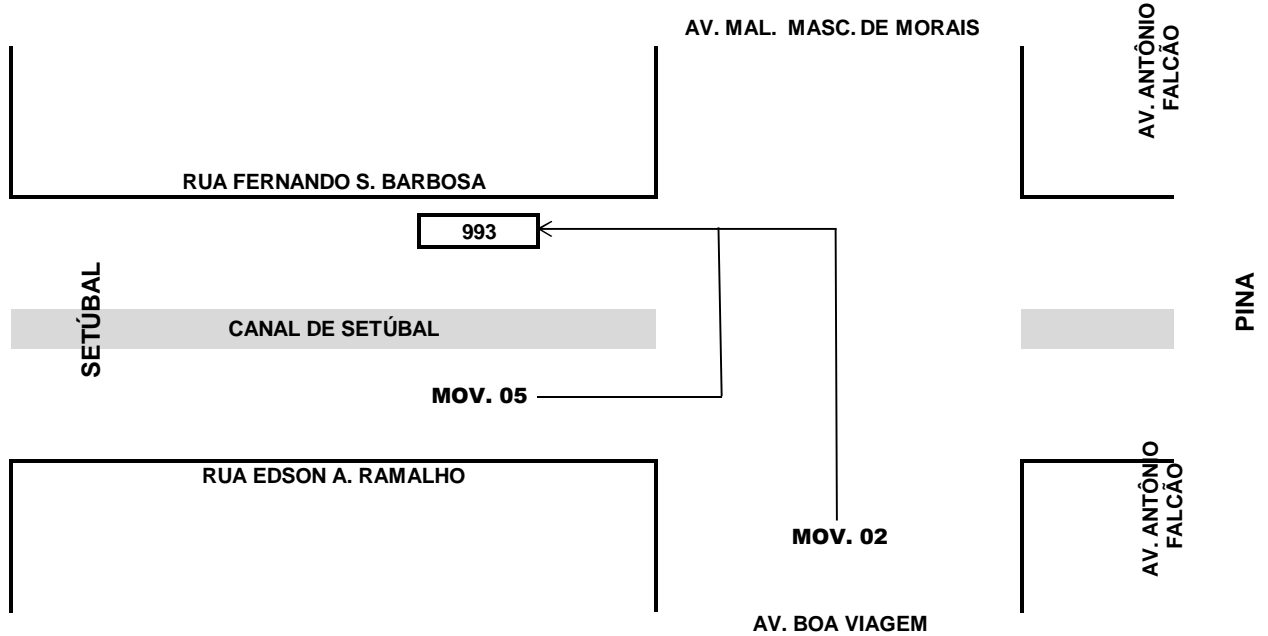 AV. MAL. MASC. DE MORAIS
AV. ANTÔNIO
FALCÃO
RUA FERNANDO S. BARBOSA
993
SETÚBAL
CANAL DE SETÚBAL
PINA
MOV. 05
RUA EDSON A. RAMALHO
AV. ANTÔNIO
FALCÃO
MOV. 02
AV. BOA VIAGEM